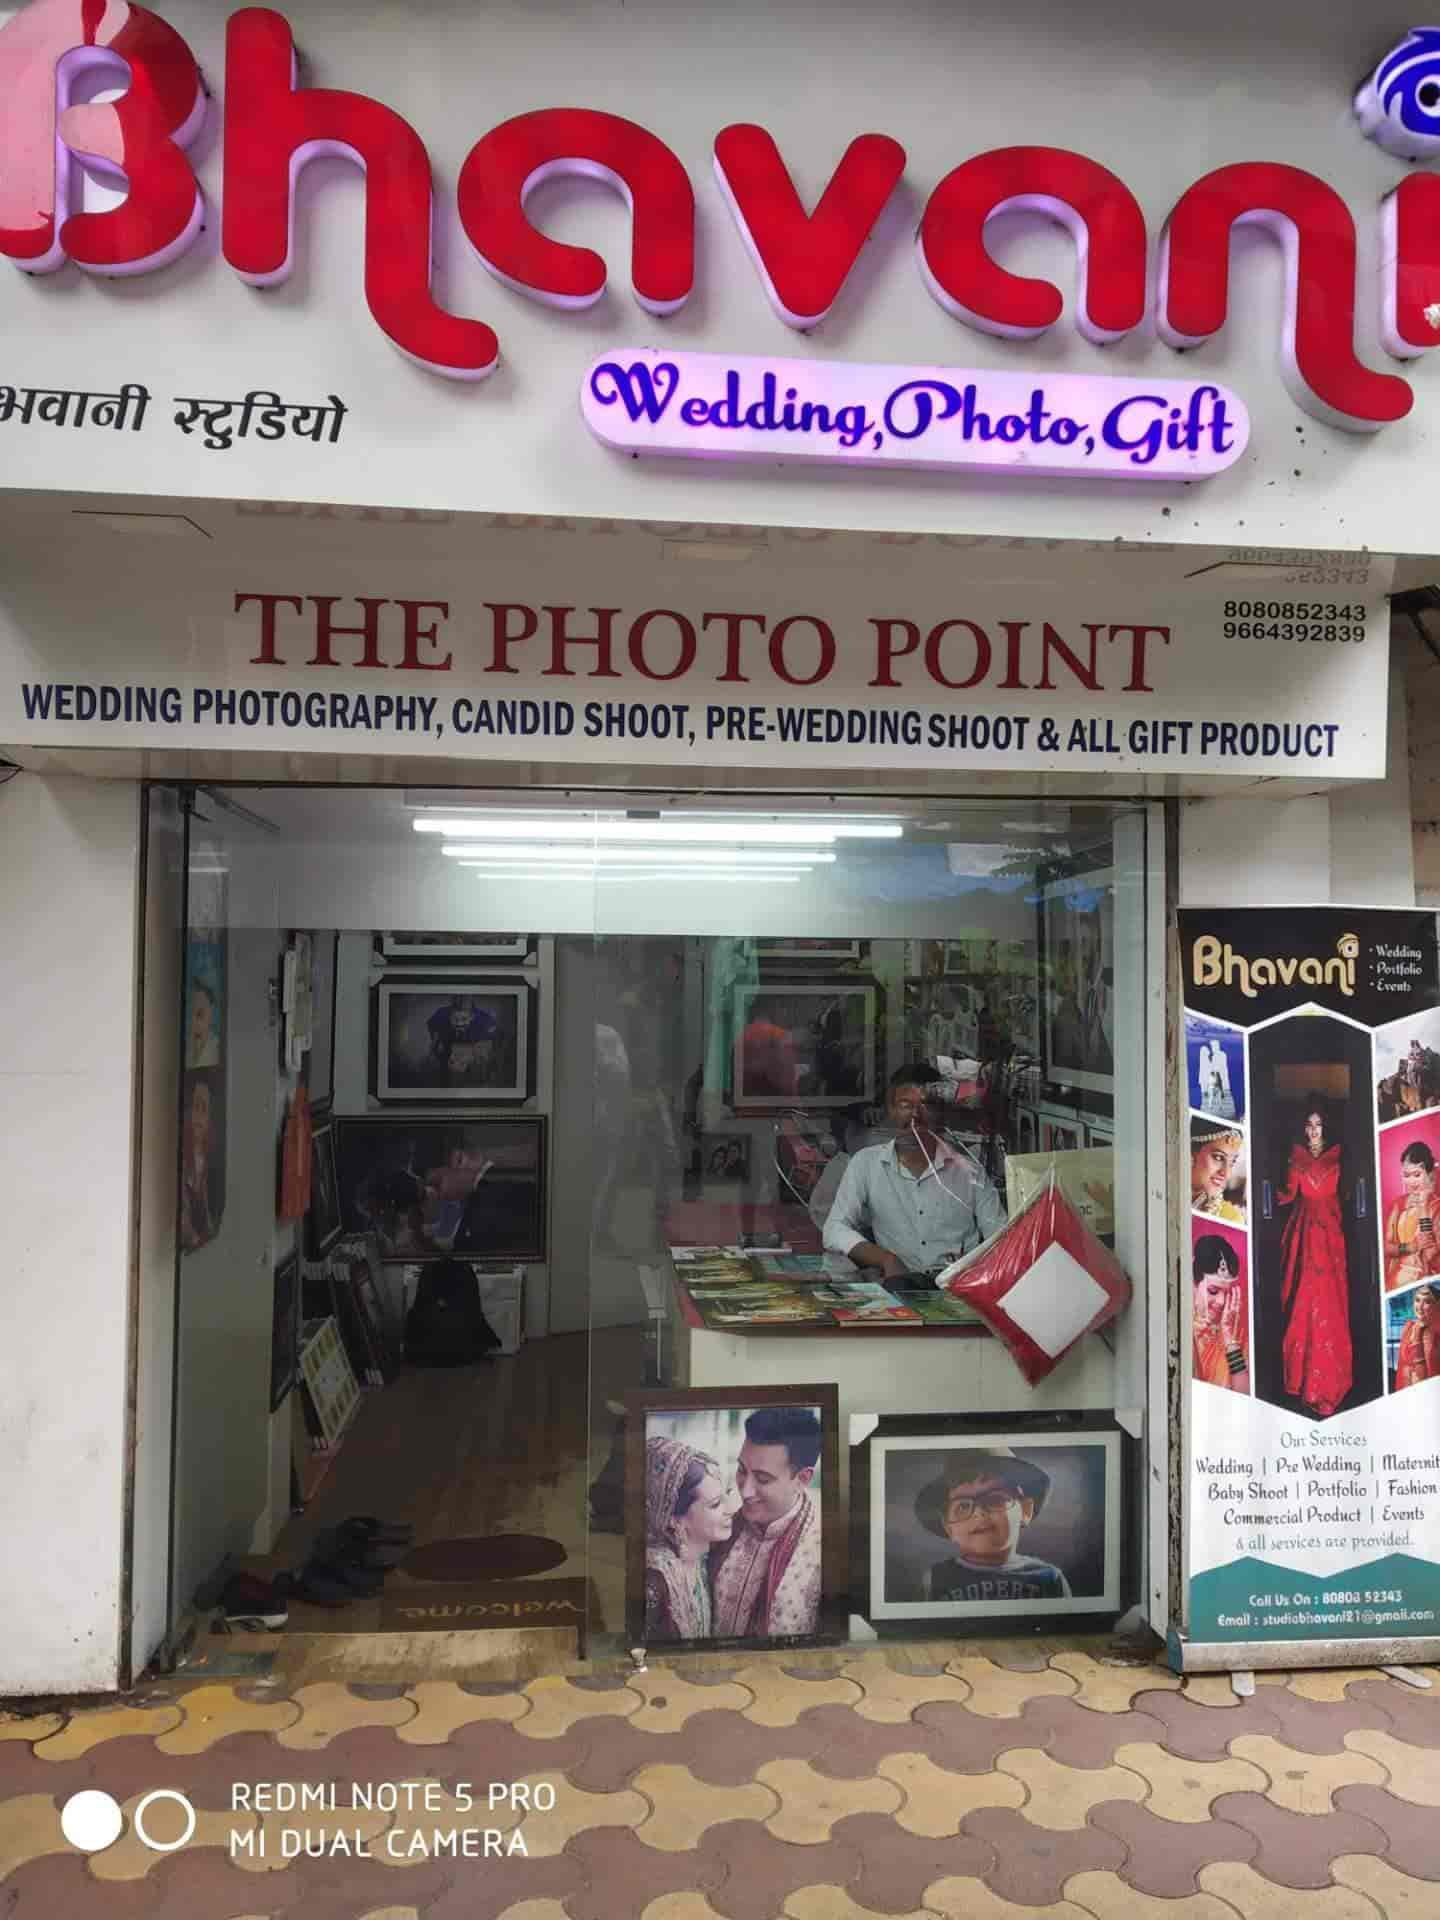 Bhavani
भवानी स्टुडियो
Wedding, Photo, Gift
THE PHOTO POINT
8080852343
9664392839
WEDDING PHOTOGRAPHY, CANDID SHOOT, PRE-WEDDING SHOOT & ALL GIFT PRODUCT
Bhavani
• Wedding
• Portfolio
• Events
Our Services
Wedding | Pre Wedding | Maternit
Baby Shoot | Portfolio | Fashion
Commercial Product | Events
& all services are provided.
Call Us On : 80808 52343
Email : studiobhavani21@gmail.com
PROPERT
welcome
REDMI NOTE 5 PRO
MI DUAL CAMERA